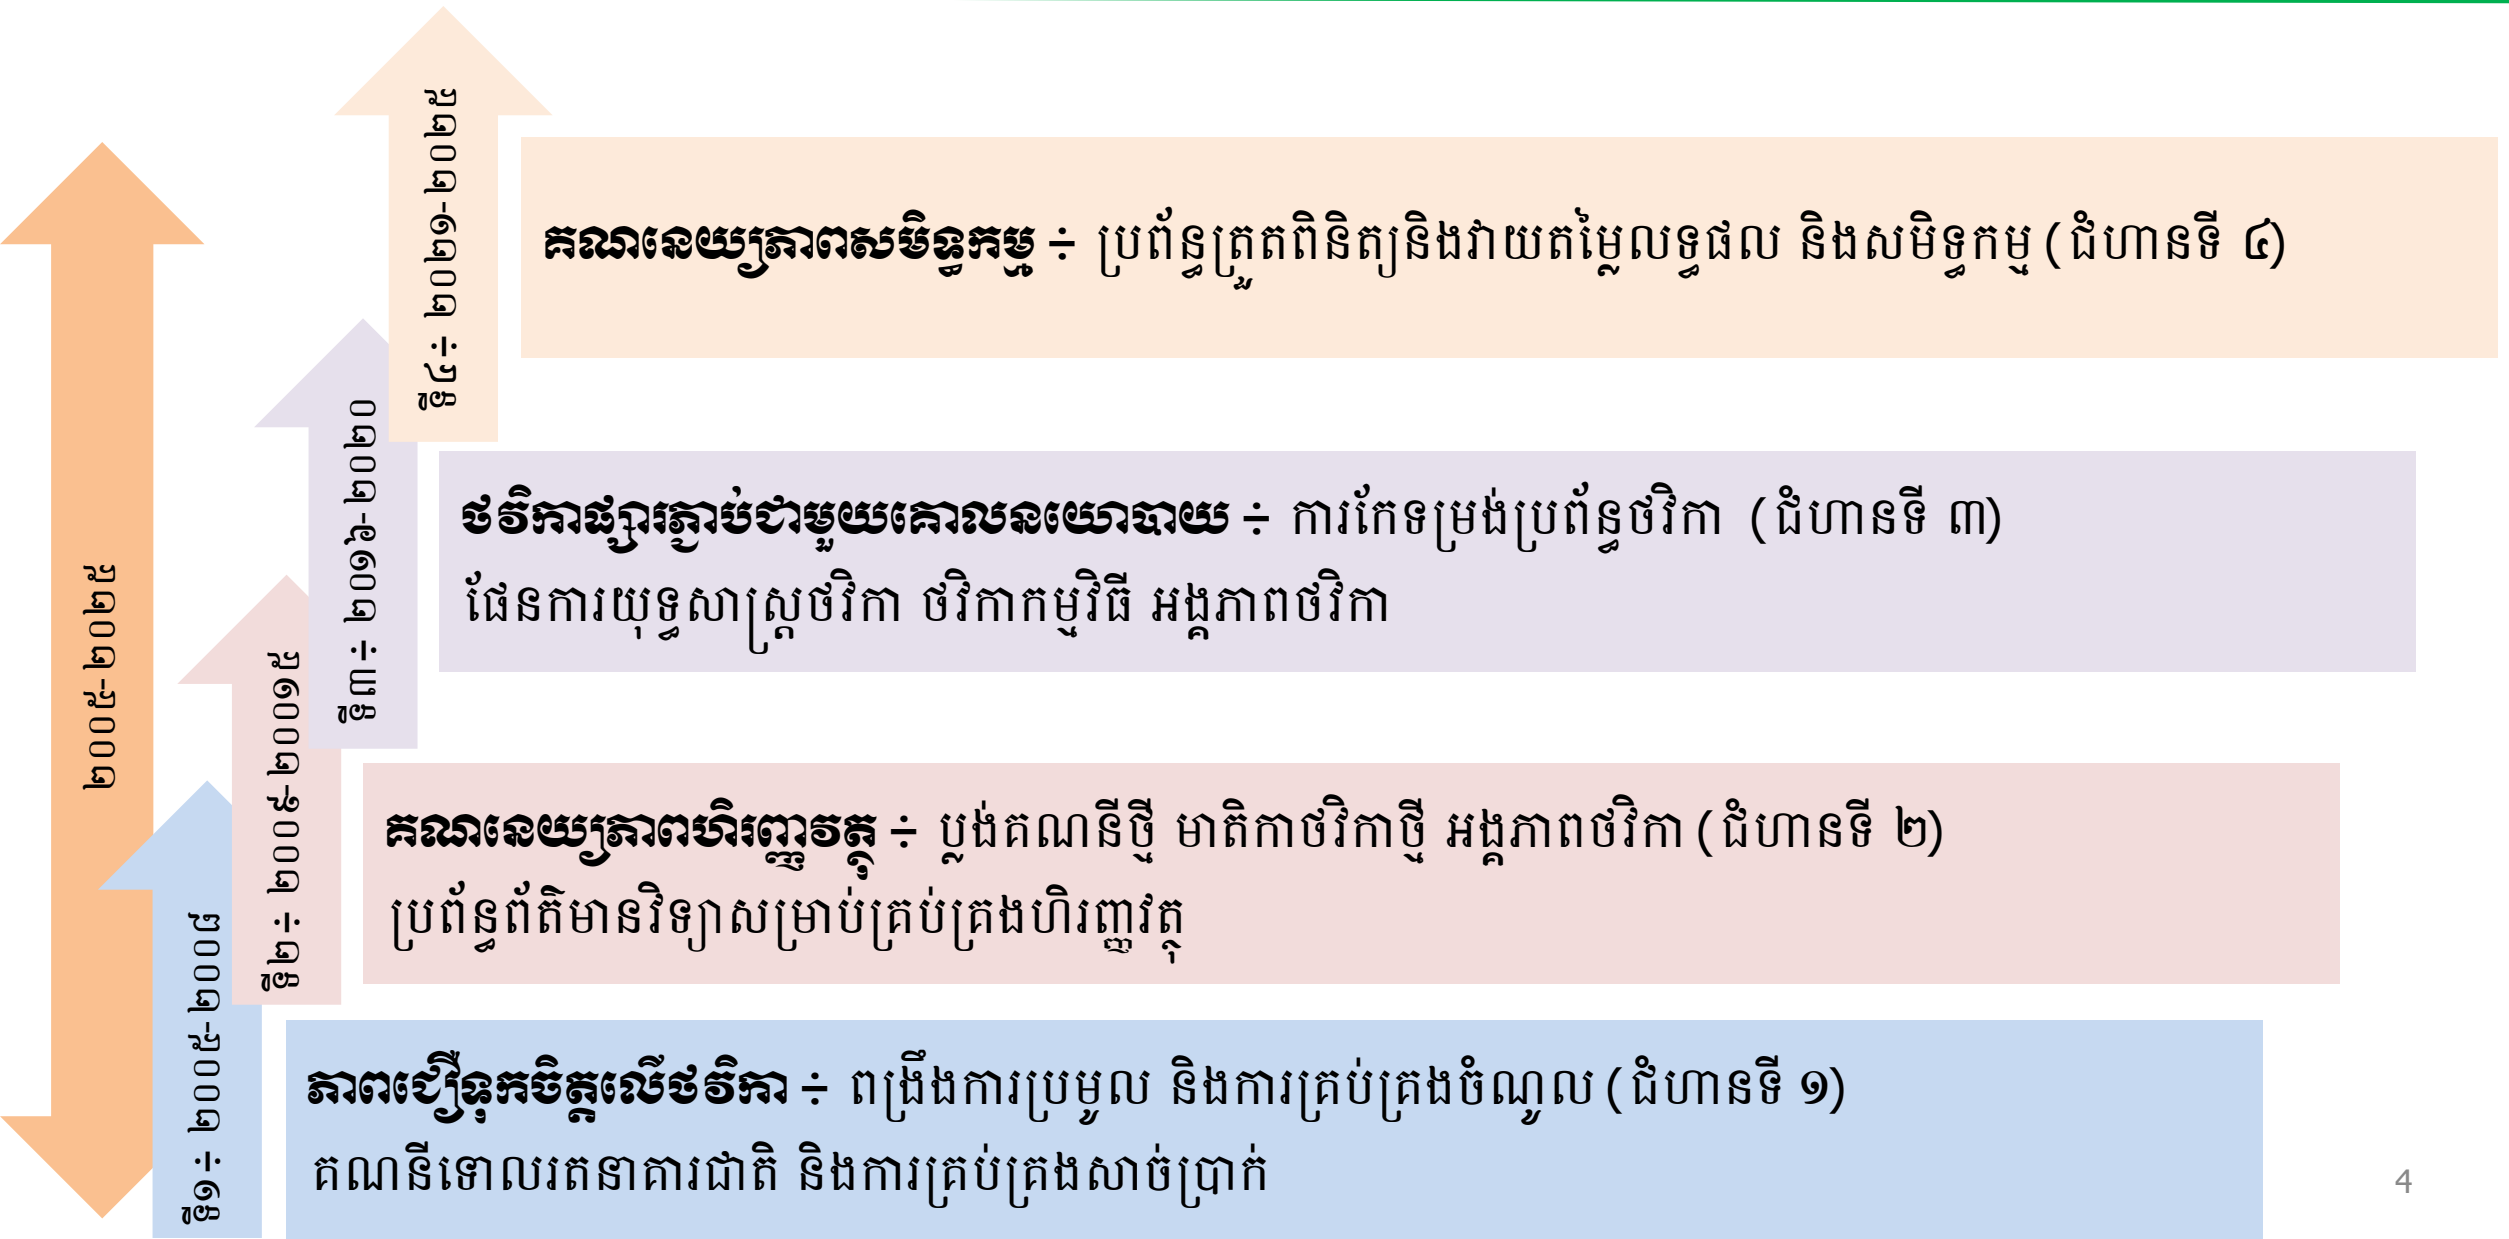 ទី៤ ÷ ២០២១-២០២៥
គណនេយ្យភាពសមិទ្ធកម្ម ÷ ប្រព័ន្ធត្រួតពិនិត្យនិងវាយតម្លៃលទ្ធផល និងសមិទ្ធកម្ម (ជំហានទី ៤)
២០០៥-២០២៥
ទី៣ ÷ ២០១៦-២០២០
ថវិកាផ្សារភ្ជាប់ជាមួយគោលនយោបាយ ÷ ការកែទម្រង់ប្រព័ន្ធថវិកា (ជំហានទី ៣)
ផែនការយុទ្ធសាស្ត្រថវិកា ថវិកាកម្មវិធី អង្គភាពថវិកា
ទី២ ÷ ២០០៩-២០១៥
គណនេយ្យភាពហិរញ្ញវត្ថុ ÷ ប្លង់គណនីថ្មី មាតិកាថវិកាថ្មី អង្គភាពថវិកា (ជំហានទី ២)
ប្រព័ន្ធព័ត៌មានវិទ្យាសម្រាប់គ្រប់គ្រងហិរញ្ញវត្ថុ
ទី១ ÷ ២០០៥-២០០៨
ភាពជឿទុកចិត្តលើថវិកា ÷ ពង្រឹងការប្រមូល និងការគ្រប់គ្រងចំណូល (ជំហានទី ១)
គណនីទោលរតនាគារជាតិ និងការគ្រប់គ្រងសាច់ប្រាក់
4